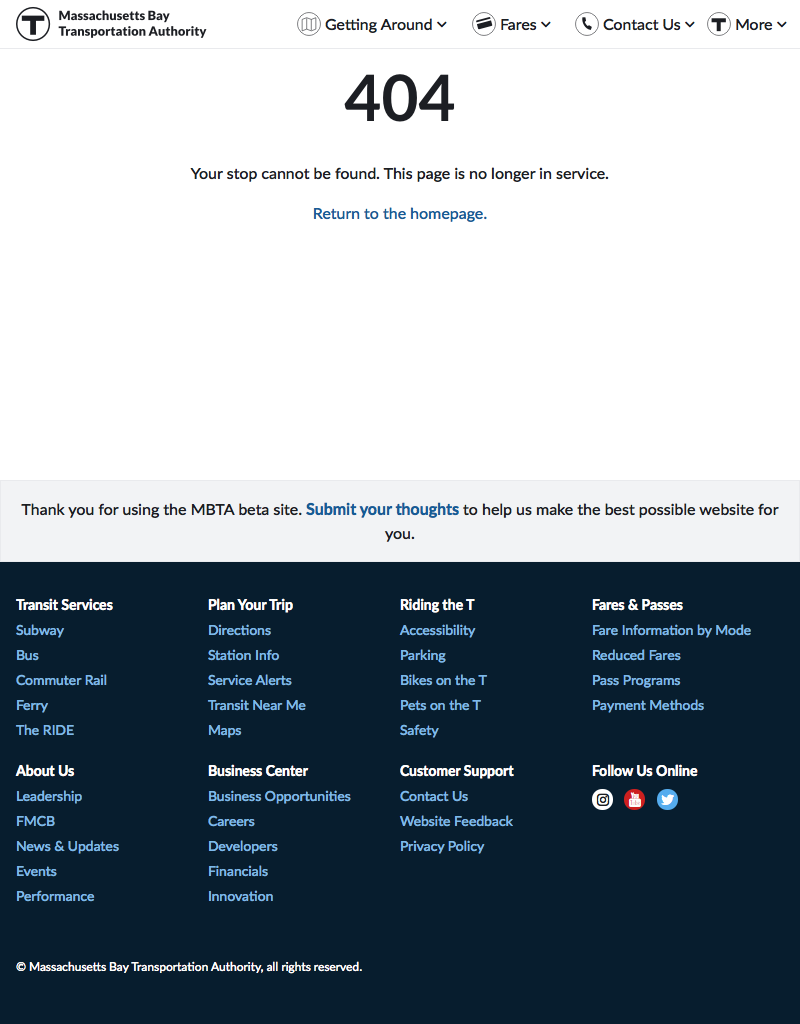 T Massachusetts Bay
Transportation Authority
Getting Around
Fares
Contact Us
T More
404
Your stop cannot be found. This page is no longer in service.
Return to the homepage.
Thank you for using the MBTA beta site. Submit your thoughts to help us make the best possible website for
you.
Transit Services
Subway
Bus
Commuter Rail
Ferry
The RIDE
Plan Your Trip
Directions
Station Info
Service Alerts
Transit Near Me
Maps
Riding the T
Accessibility
Parking
Bikes on the T
Pets on the T
Safety
Fares & Passes
Fare Information by Mode
Reduced Fares
Pass Programs
Payment Methods
About Us
Leadership
FMCB
News & Updates
Events
Performance
Business Center
Business Opportunities
Careers
Developers
Financials
Innovation
Customer Support
Contact Us
Website Feedback
Privacy Policy
Follow Us Online
© Massachusetts Bay Transportation Authority, all rights reserved.